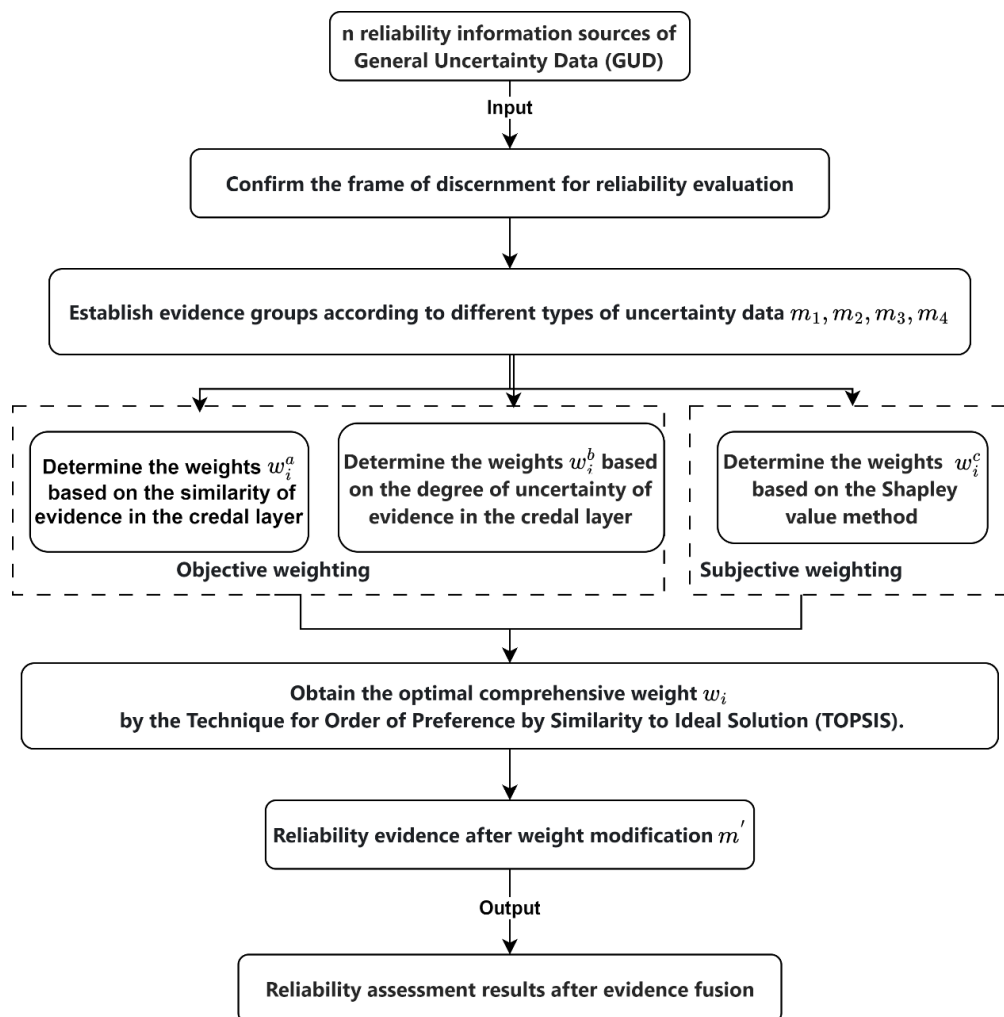 n reliability information sources of
General Uncertainty Data (GUD)
Input
Confirm the frame of discernment for reliability evaluation
Establish evidence groups according to different types of uncertainty data m₁, m₂, m₃, m₄
Determine the weights wᵢᵃ
based on the similarity of
evidence in the credal layer
Determine the weights wᵢᵇ based
on the degree of uncertainty of
evidence in the credal layer
Determine the weights wᵢᶜ
based on the Shapley
value method
Objective weighting
Subjective weighting
Obtain the optimal comprehensive weight wᵢ
by the Technique for Order of Preference by Similarity to Ideal Solution (TOPSIS).
Reliability evidence after weight modification m′
Output
Reliability assessment results after evidence fusion